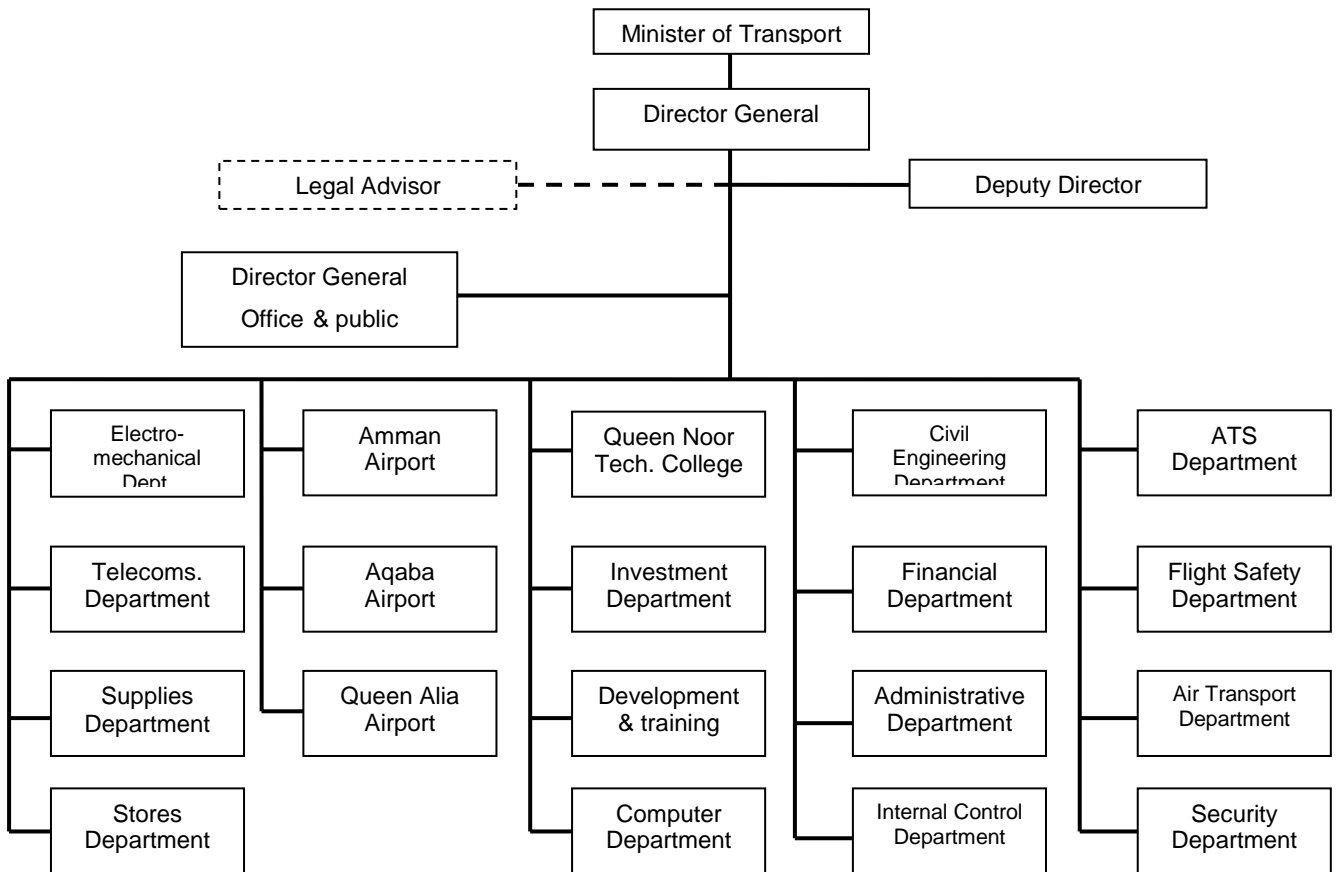 Minister of Transport
Director General
Legal Advisor
Deputy Director
Director General
Office & public
Electro-
mechanical
Dept
Amman
Airport
Queen Noor
Tech. College
Civil
Engineering
Department
ATS
Department
Telecoms.
Department
Aqaba
Airport
Investment
Department
Financial
Department
Flight Safety
Department
Supplies
Department
Queen Alia
Airport
Development
& training
Administrative
Department
Air Transport
Department
Stores
Department
Computer
Department
Internal Control
Department
Security
Department